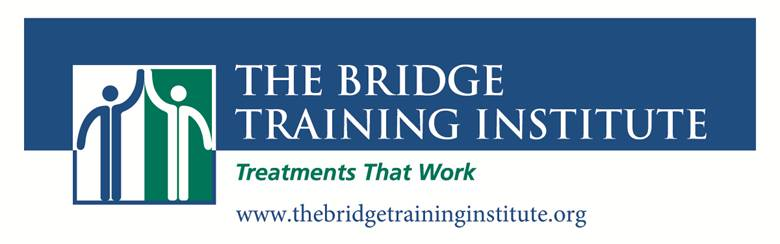 THE BRIDGE
TRAINING INSTITUTE
Treatments That Work
www.thebridgetraininginstitute.org